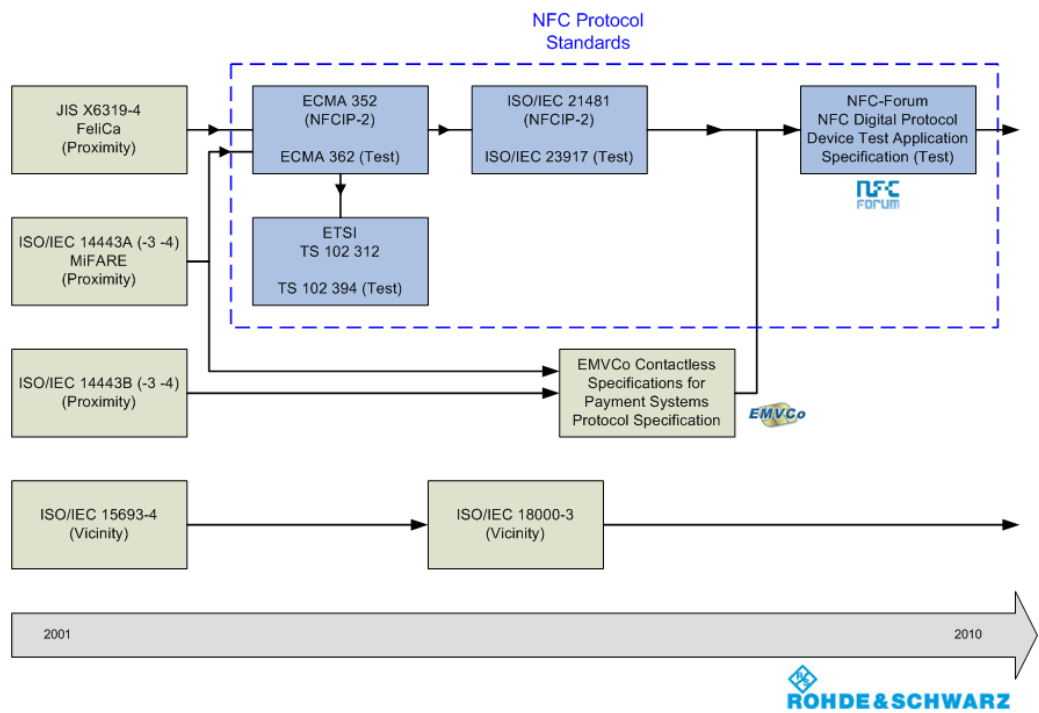 NFC Protocol
Standards
JIS X6319-4
FeliCa
(Proximity)
ECMA 352
(NFCIP-2)
ECMA 362 (Test)
ISO/IEC 21481
(NFCIP-2)
ISO/IEC 23917 (Test)
NFC-Forum
NFC Digital Protocol
Device Test Application
Specification (Test)
NFC
FORUM
ISO/IEC 14443A (-3 -4)
MiFARE
(Proximity)
ETSI
TS 102 312
TS 102 394 (Test)
ISO/IEC 14443B (-3 -4)
(Proximity)
EMVCo Contactless
Specifications for
Payment Systems
Protocol Specification
EMVCo
ISO/IEC 15693-4
(Vicinity)
ISO/IEC 18000-3
(Vicinity)
2001
2010
RS
ROHDE&SCHWARZ